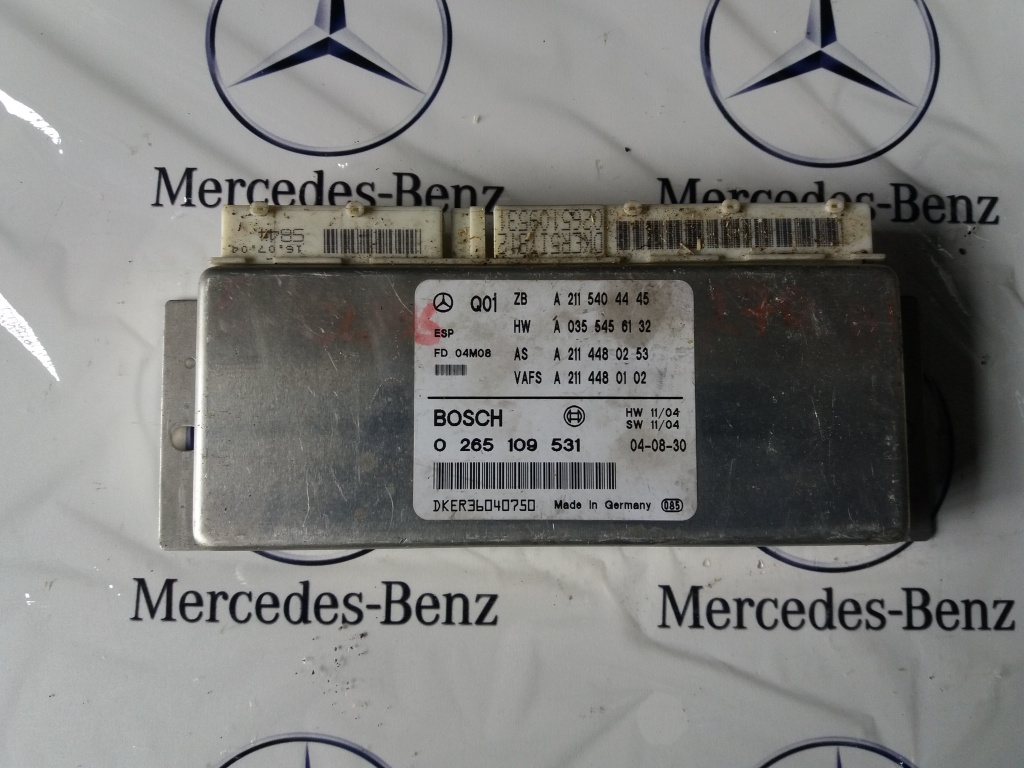 Mercedes-Benz
Mercedes-Benz
16.07.04
5844
Q01 ZB A 211 540 44 45
ESP HW A 035 545 61 32
FD 04M08 AS A 211 448 02 53
VAFS A 211 448 01 02
BOSCH HW 11/04
SW 11/04
0 265 109 531 04-08-30
DKER36040750 Made in Germany 085
Mercedes-Benz
Mercedes-Benz